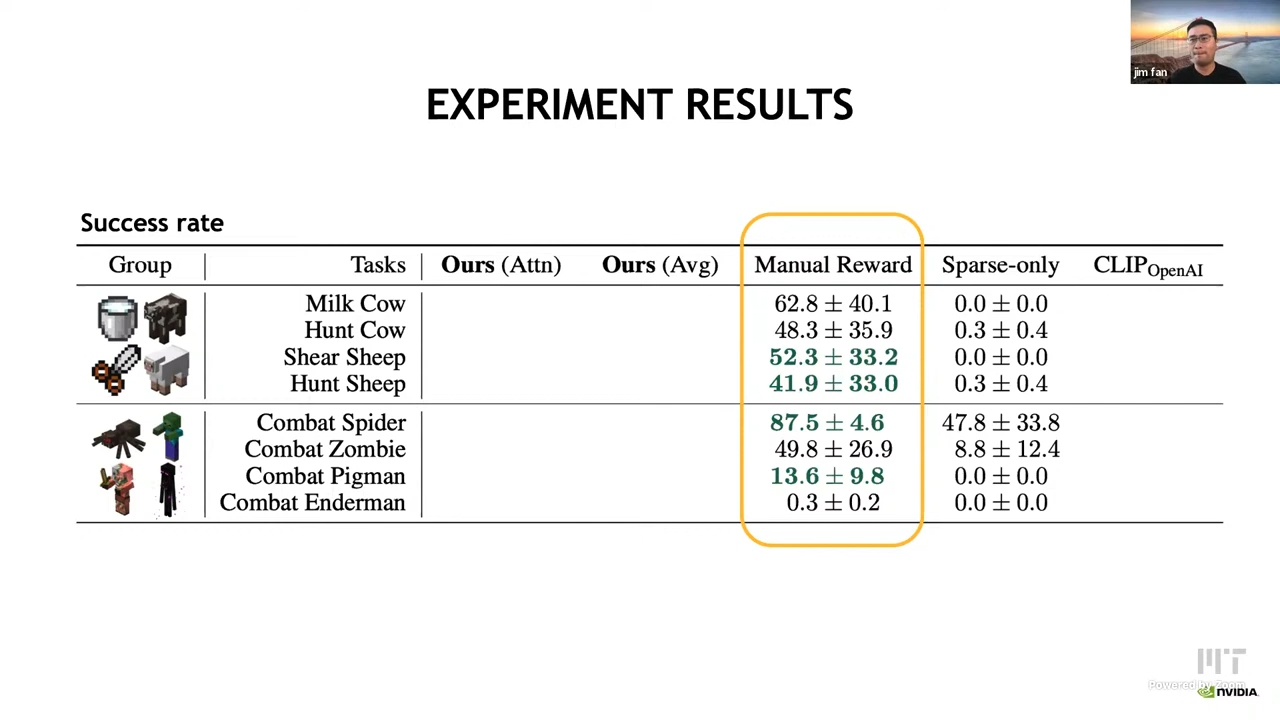 jim fan
EXPERIMENT RESULTS
Success rate
Group Tasks Ours (Attn) Ours (Avg) Manual Reward Sparse-only CLIP OpenAI
Milk Cow 62.8 ± 40.1 0.0 ± 0.0
Hunt Cow 48.3 ± 35.9 0.3 ± 0.4
Shear Sheep 52.3 ± 33.2 0.0 ± 0.0
Hunt Sheep 41.9 ± 33.0 0.3 ± 0.4
Combat Spider 87.5 ± 4.6 47.8 ± 33.8
Combat Zombie 49.8 ± 26.9 8.8 ± 12.4
Combat Pigman 13.6 ± 9.8 0.0 ± 0.0
Combat Enderman 0.3 ± 0.2 0.0 ± 0.0
MIT
Powered by Zoom
NVIDIA